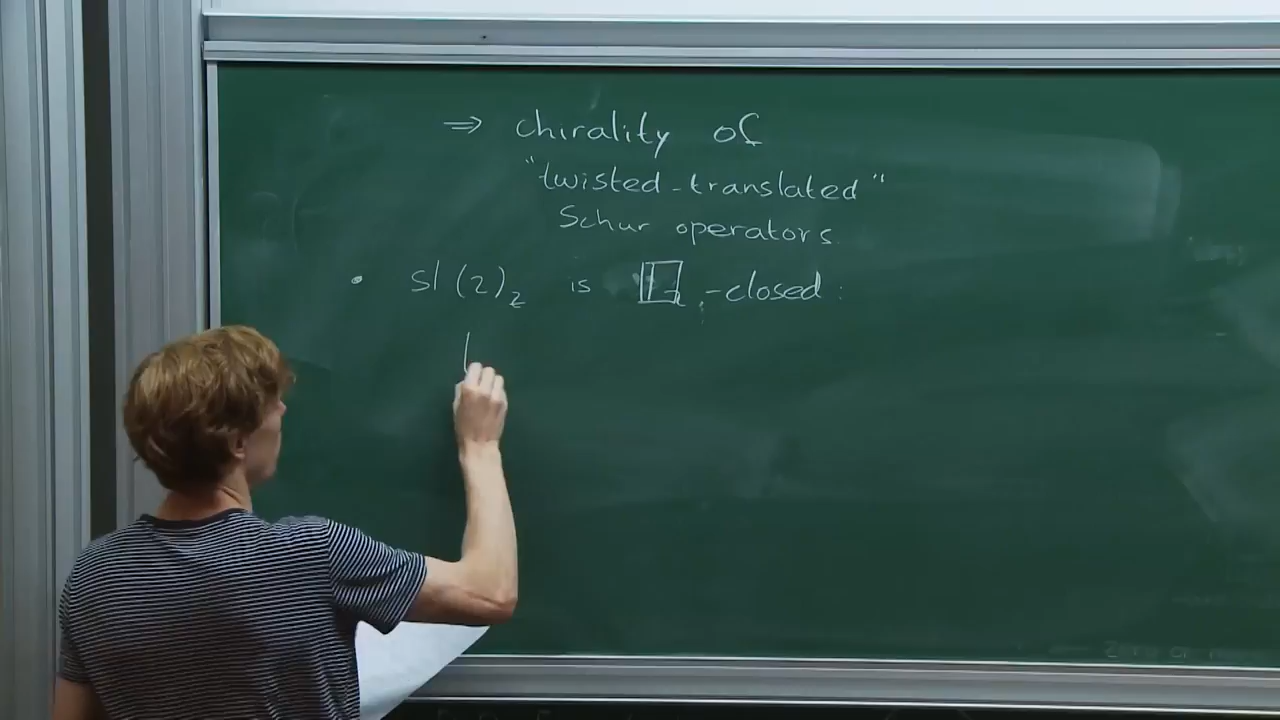 ⇒ chirality of
"twisted-translated"
Schur operators
• sl(2)_z is -closed: